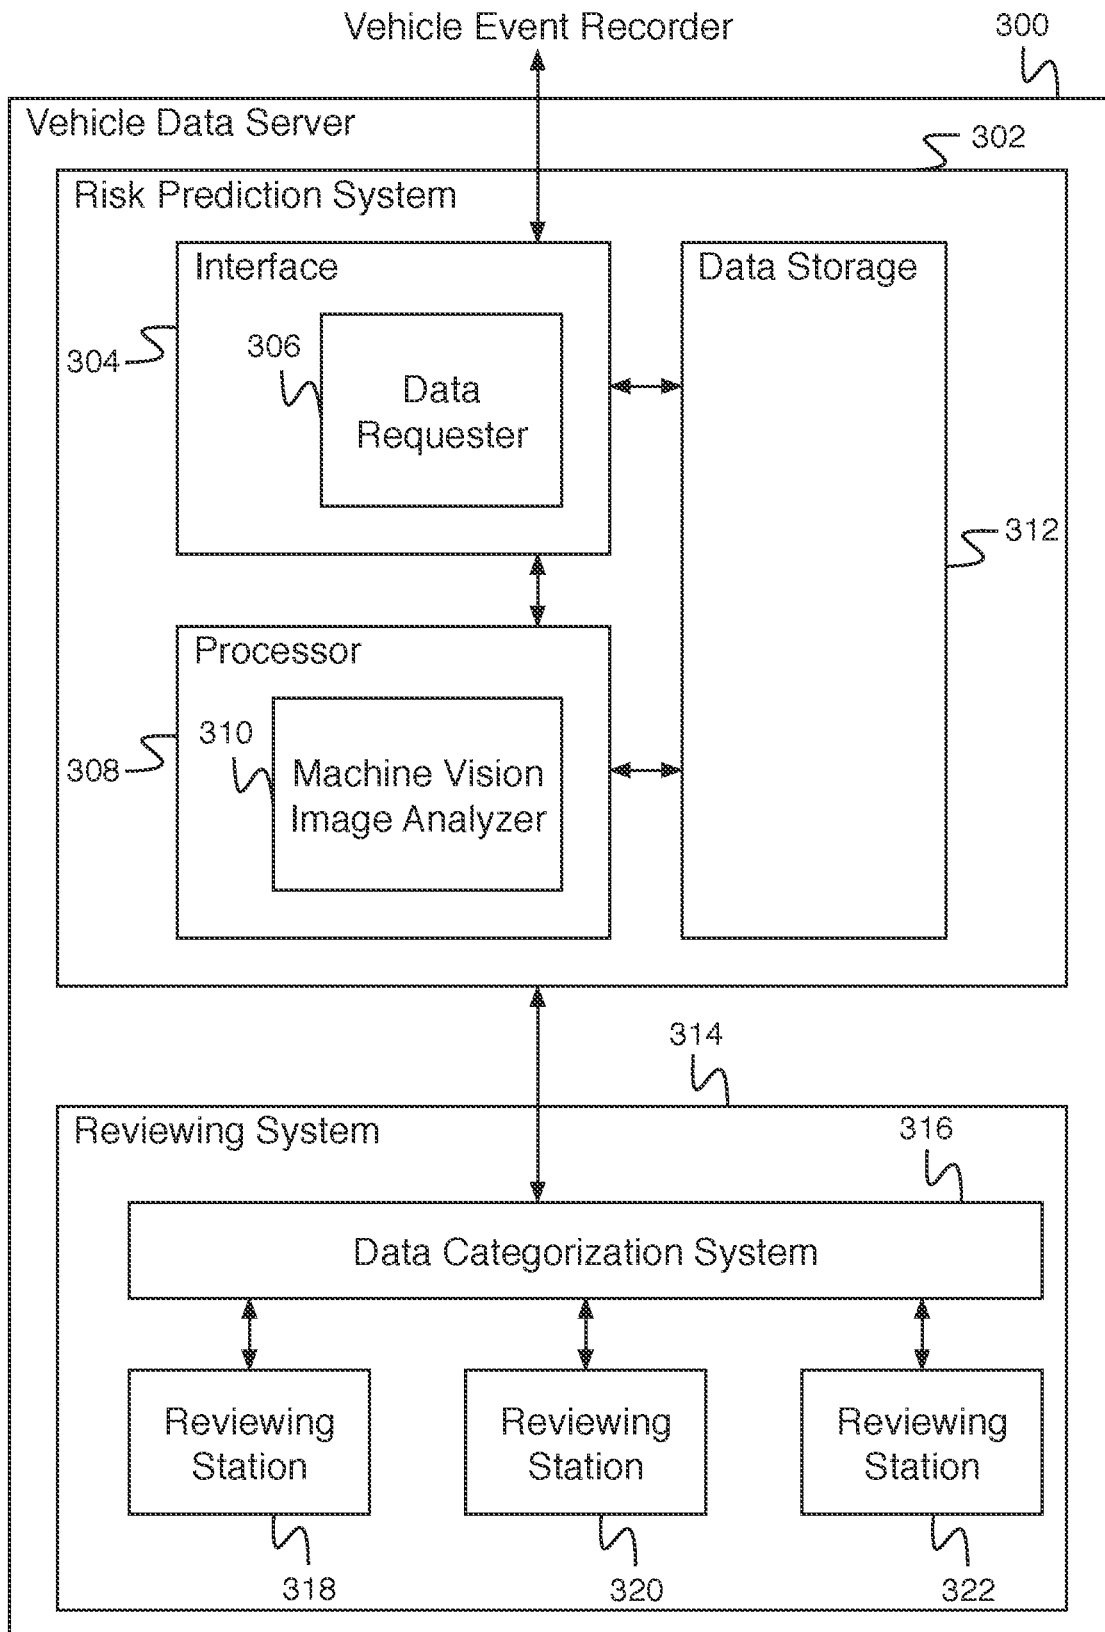 Vehicle Event Recorder
300
Vehicle Data Server
302
Risk Prediction System
Interface
Data Storage
304
306
Data
Requester
312
Processor
308
310
Machine Vision
Image Analyzer
314
Reviewing System
316
Data Categorization System
Reviewing
Station
Reviewing
Station
Reviewing
Station
318
320
322